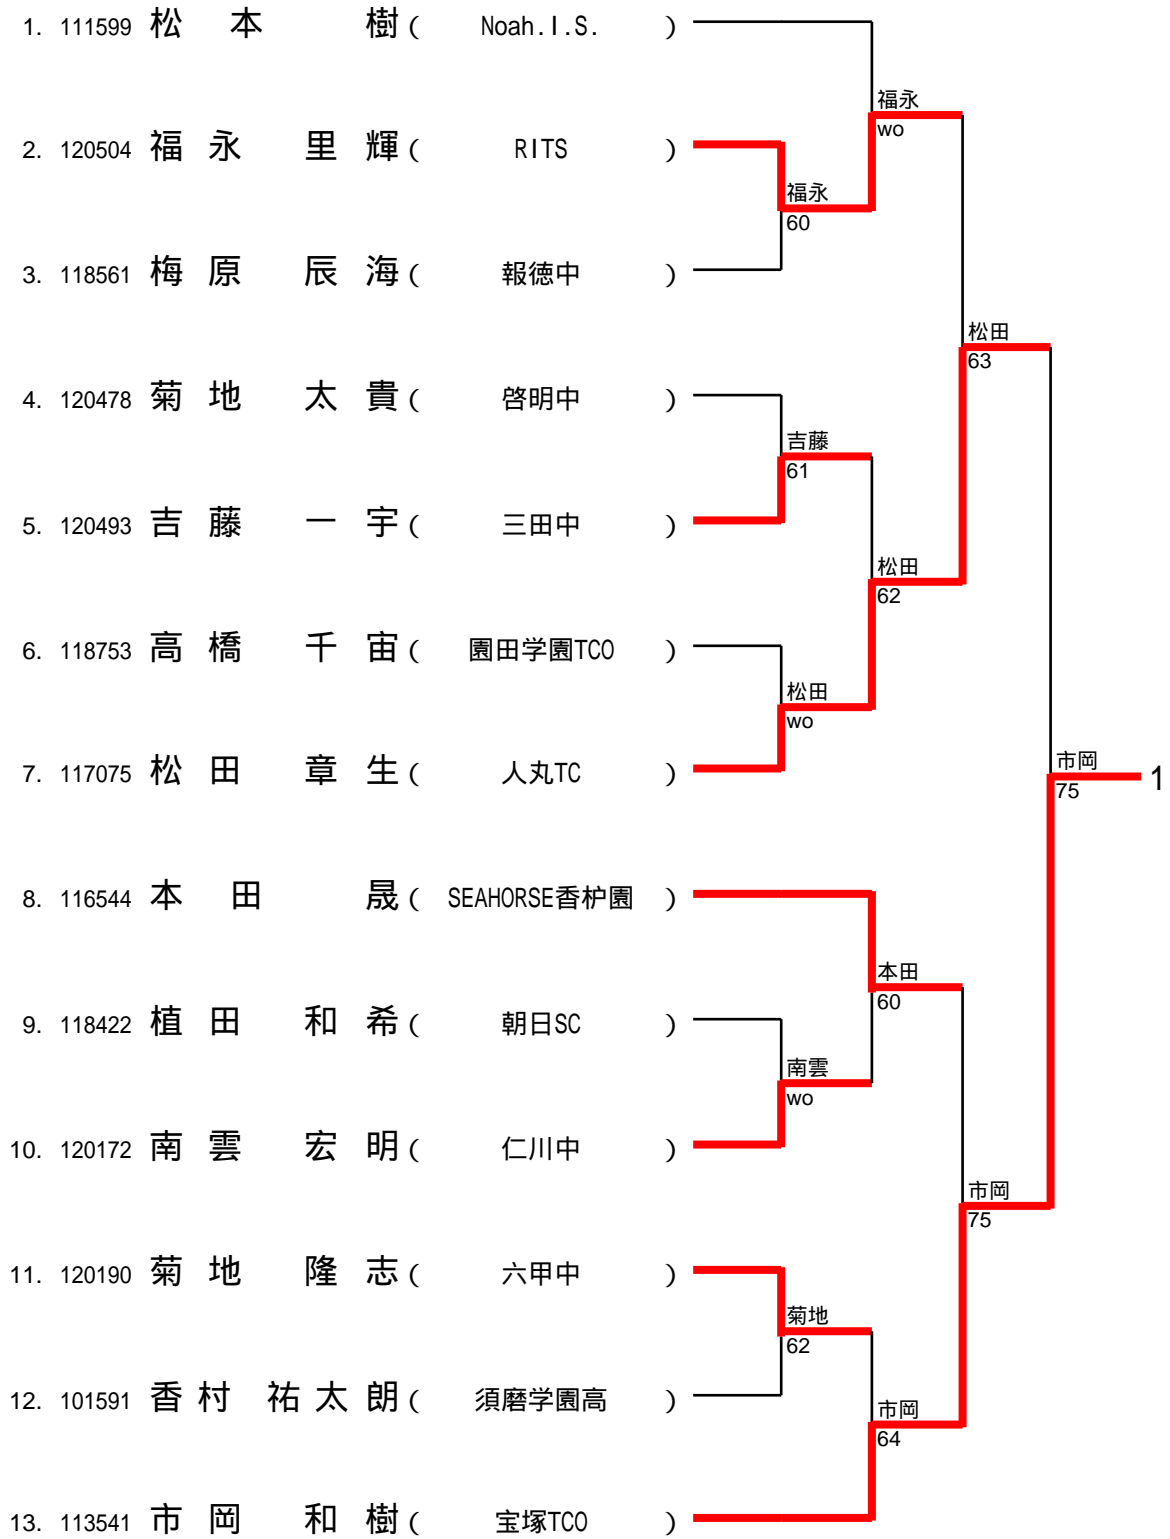 1. 111599 松本 樹 ( Noah.I.S. )
福永
wo
2. 120504 福永 里輝 ( RITS )
福永
60
3. 118561 梅原 辰海 ( 報徳中 )
松田
63
4. 120478 菊地 太貴 ( 啓明中 )
吉藤
61
5. 120493 吉藤 一宇 ( 三田中 )
松田
62
6. 118753 高橋 千宙 ( 園田学園TCO )
松田
wo
7. 117075 松田 章生 ( 人丸TC )
市岡
75
1
8. 116544 本田 晟 ( SEAHORSE香枦園 )
本田
60
9. 118422 植田 和希 ( 朝日SC )
南雲
wo
10. 120172 南雲 宏明 ( 仁川中 )
市岡
75
11. 120190 菊地 隆志 ( 六甲中 )
菊地
62
12. 101591 香村 祐太朗 ( 須磨学園高 )
市岡
64
13. 113541 市岡 和樹 ( 宝塚TCO )